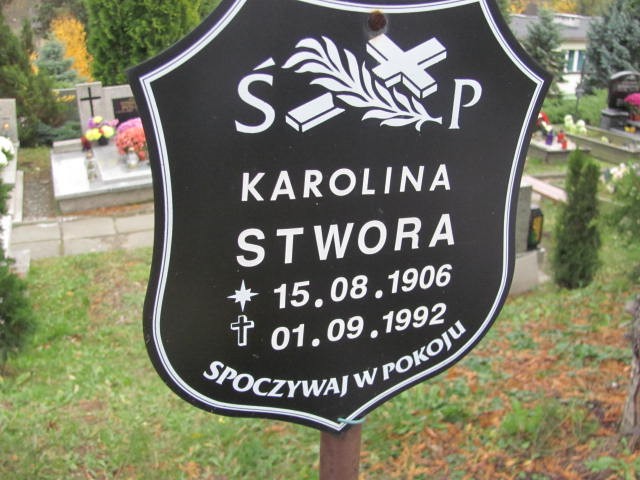 Ś P
KAROLINA
STWORA
15.08.1906
01.09.1992
SPOCZYWAJ W POKOJU